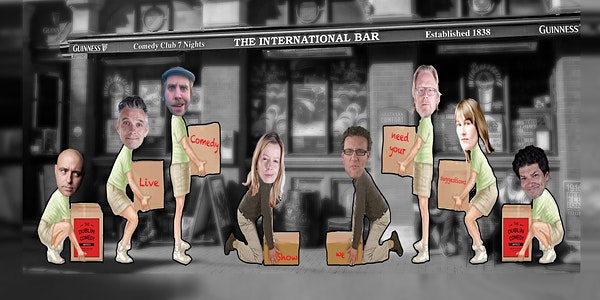 GUINNESS
Comedy Club 7 Nights
THE INTERNATIONAL BAR
Established 1838
GUINNESS
Live
Comedy
need
your
suggestions
Show
we
THE
DUBLIN
COMEDY
THE
DUBLIN
COMEDY